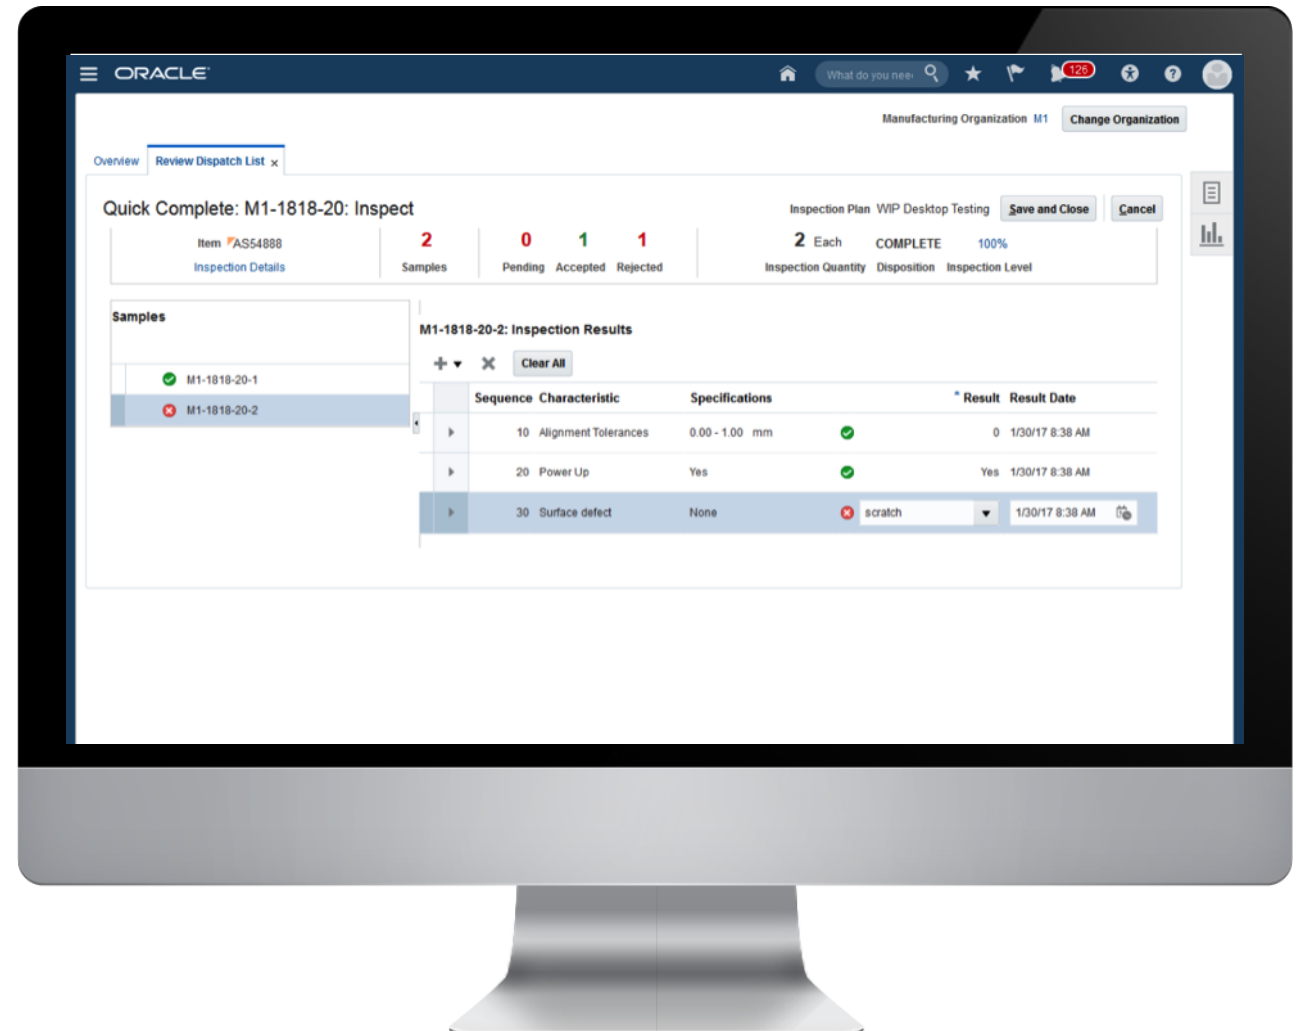 ORACLE
What do you nee
126
Manufacturing Organization M1 Change Organization
Overview Review Dispatch List x
Quick Complete: M1-1818-20: Inspect
Inspection Plan WIP Desktop Testing Save and Close Cancel
Item AS54888 2 0 1 1 2 Each COMPLETE 100%
Inspection Details Samples Pending Accepted Rejected Inspection Quantity Disposition Inspection Level
Samples
M1-1818-20-1
M1-1818-20-2
M1-1818-20-2: Inspection Results
Clear All
Sequence Characteristic Specifications * Result Result Date
10 Alignment Tolerances 0.00 - 1.00 mm 0 1/30/17 8:38 AM
20 Power Up Yes Yes 1/30/17 8:38 AM
30 Surface defect None scratch 1/30/17 8:38 AM